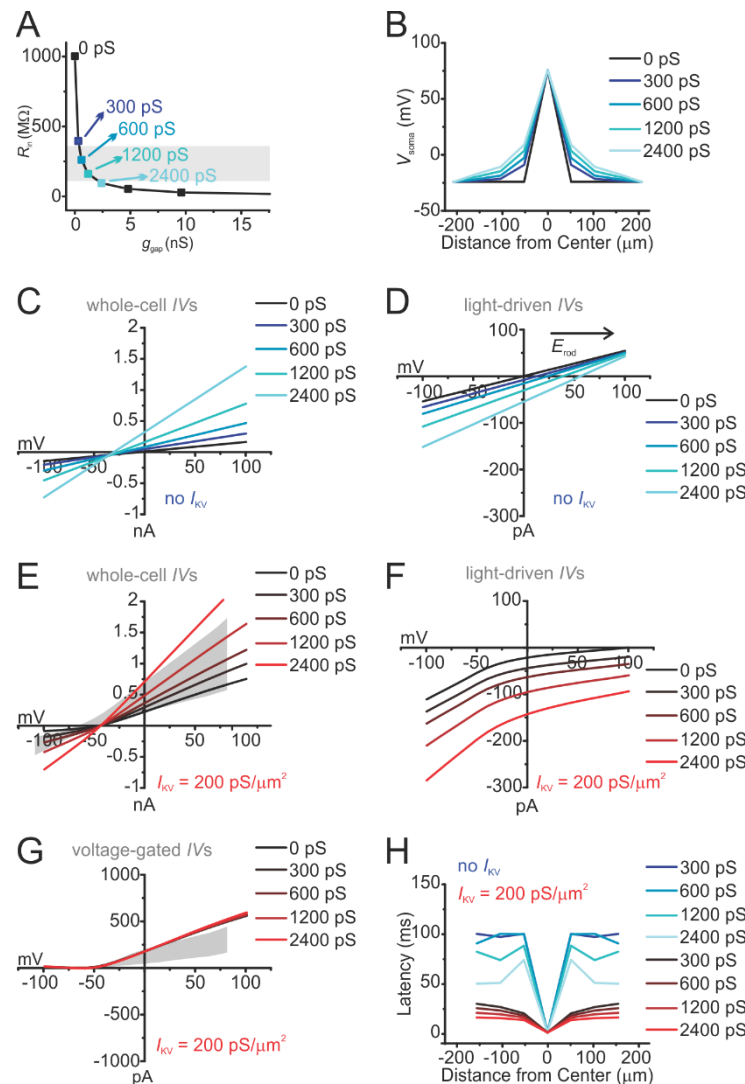 A
0 pS
1000
750
500
250
0
300 pS
600 pS
1200 pS
2400 pS
R_in (MΩ)
0 5 10 15
g_gap (nS)
B
100
50
0
-50
V_soma (mV)
-200 -100 0 100 200
Distance from Center (μm)
0 pS
300 pS
600 pS
1200 pS
2400 pS
C
whole-cell IVs
2
1.5
1
0.5
-0.5
-1
mV
-100 -50 50 100
nA
no I_KV
0 pS
300 pS
600 pS
1200 pS
2400 pS
D
light-driven IVs
100
E_rod
mV
-100 -50 50 100
-100
-200
-300
pA
no I_KV
0 pS
300 pS
600 pS
1200 pS
2400 pS
E
whole-cell IVs
2
1.5
1
0.5
-0.5
-1
mV
-100 -50 50 100
nA
I_KV = 200 pS/μm²
0 pS
300 pS
600 pS
1200 pS
2400 pS
F
light-driven IVs
100
mV
-100 -50 50 100
-100
-200
-300
pA
I_KV = 200 pS/μm²
0 pS
300 pS
600 pS
1200 pS
2400 pS
G
voltage-gated IVs
1000
500
-500
-1000
mV
-100 -50 50 100
pA
I_KV = 200 pS/μm²
0 pS
300 pS
600 pS
1200 pS
2400 pS
H
no I_KV
I_KV = 200 pS/μm²
150
100
50
0
Latency (ms)
-200 -100 0 100 200
Distance from Center (μm)
300 pS
600 pS
1200 pS
2400 pS
300 pS
600 pS
1200 pS
2400 pS